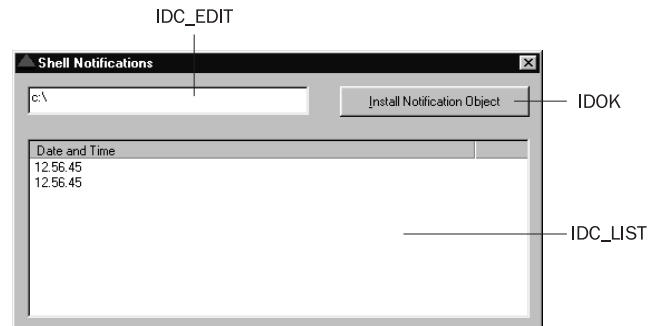 IDC_EDIT
Shell Notifications
c:\
Install Notification Object
IDOK
Date and Time
12.56.45
12.56.45
IDC_LIST